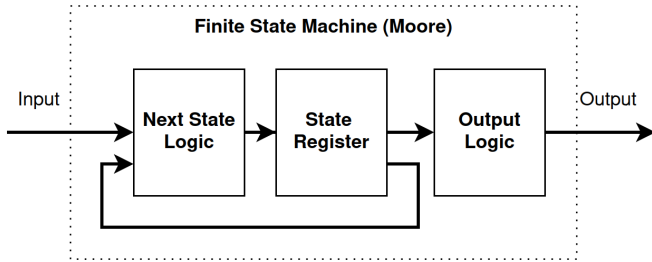 Finite State Machine (Moore)
Input
Next State
Logic
State
Register
Output
Logic
Output